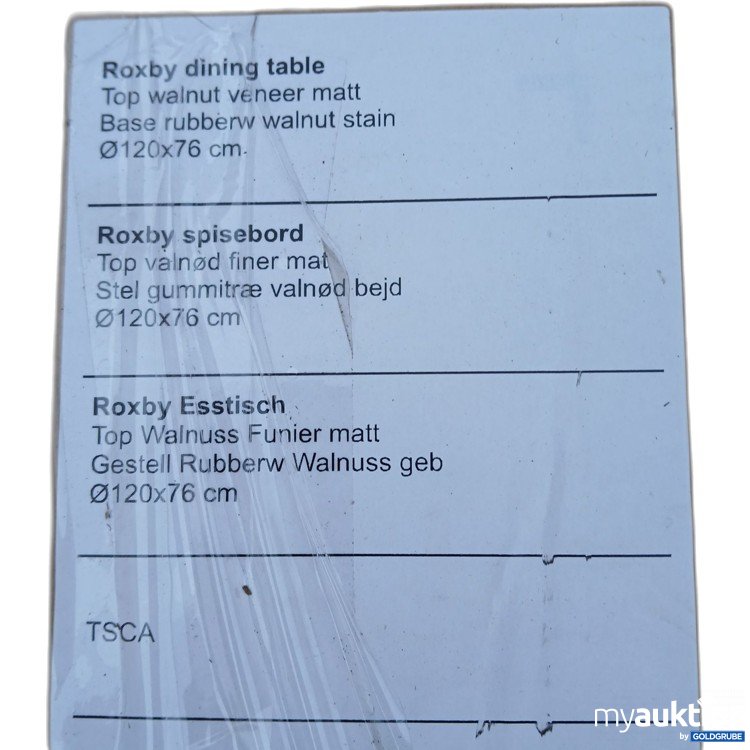 Roxby dining table
Top walnut veneer matt
Base rubberw walnut stain
Ø120x76 cm
Roxby spisebord
Top valnød finer mat
Stel gummitræ valnød bejd
Ø120x76 cm
Roxby Esstisch
Top Walnuss Funier matt
Gestell Rubberw Walnuss geb
Ø120x76 cm
TSCA
myaukt
by GOLDGRUBE